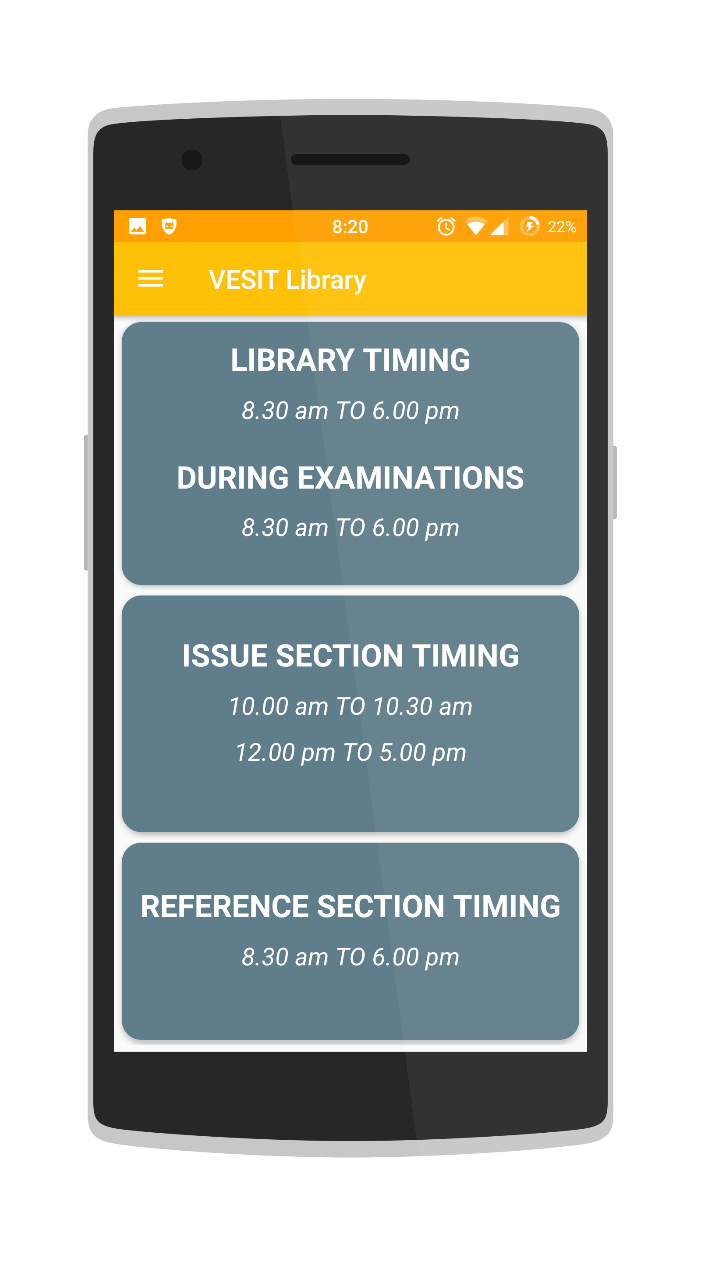 8:20
22%
VESIT Library
LIBRARY TIMING
8.30 am TO 6.00 pm
DURING EXAMINATIONS
8.30 am TO 6.00 pm
ISSUE SECTION TIMING
10.00 am TO 10.30 am
12.00 pm TO 5.00 pm
REFERENCE SECTION TIMING
8.30 am TO 6.00 pm